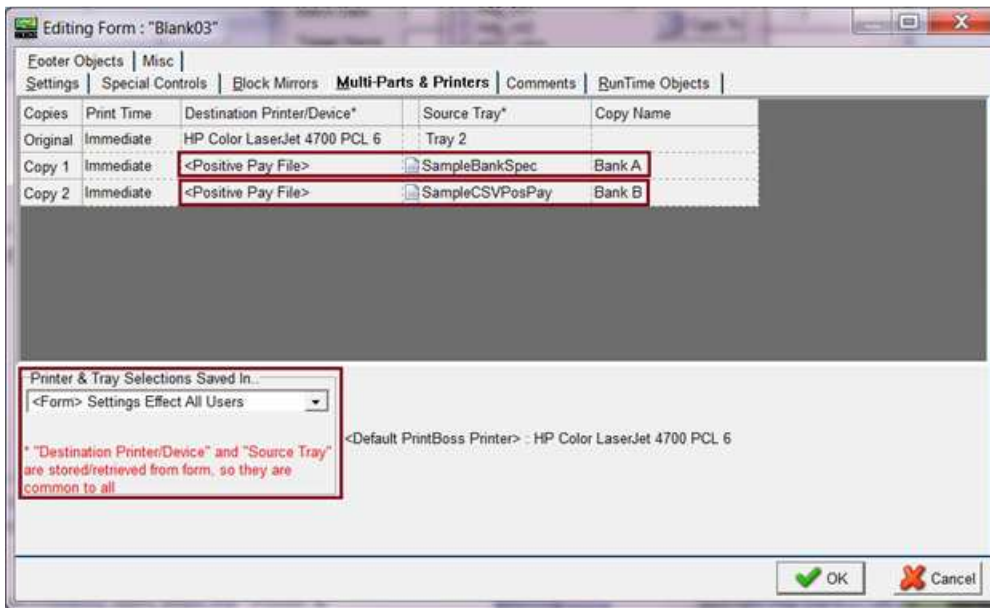 Editing Form : "Blank03"
Footer Objects Misc
Settings Special Controls Block Mirrors Multi-Parts & Printers Comments RunTime Objects
Copies Print Time Destination Printer/Device* Source Tray* Copy Name
Original Immediate HP Color LaserJet 4700 PCL 6 Tray 2
Copy 1 Immediate <Positive Pay File> SampleBankSpec Bank A
Copy 2 Immediate <Positive Pay File> SampleCSVPosPay Bank B
Printer & Tray Selections Saved In..
<Form> Settings Effect All Users
<Default PrintBoss Printer> : HP Color LaserJet 4700 PCL 6
* "Destination Printer/Device" and "Source Tray"
are stored/retrieved from form, so they are
common to all
OK Cancel